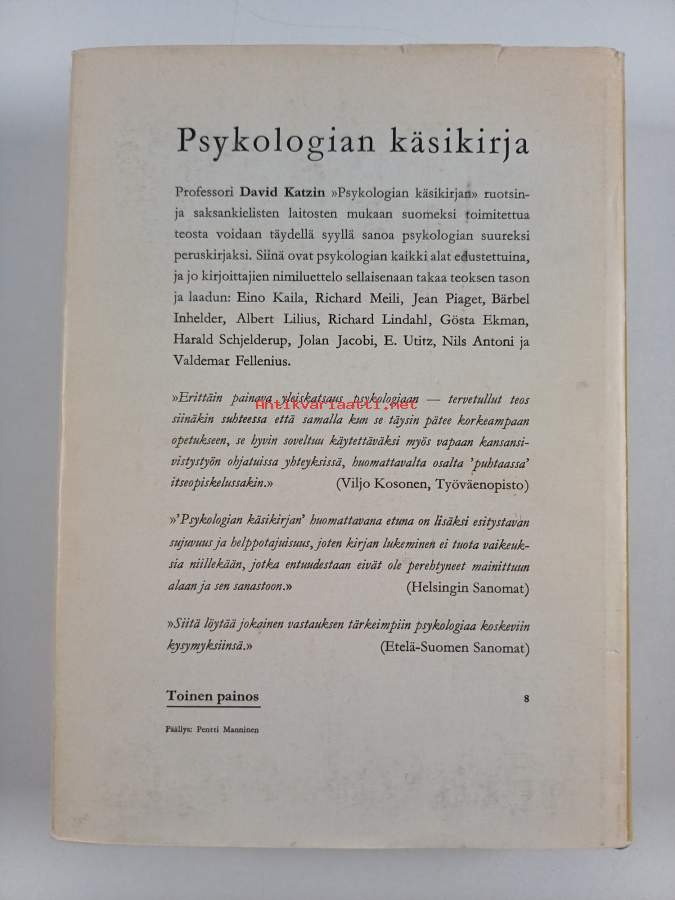 Psykologian käsikirja
Professori David Katzin »Psykologian käsikirjan» ruotsin-
ja saksankielisten laitosten mukaan suomeksi toimitettua
teosta voidaan täydellä syyllä sanoa psykologian suureksi
peruskirjaksi. Siinä ovat psykologian kaikki alat edustettuina,
ja jo kirjoittajien nimiluettelo sellaisenaan takaa teoksen tason
ja laadun: Eino Kaila, Richard Meili, Jean Piaget, Bärbel
Inhelder, Albert Lilius, Richard Lindahl, Gösta Ekman,
Harald Schjelderup, Jolan Jacobi, E. Utitz, Nils Antoni ja
Valdemar Fellenius.
»Erittäin painava yleiskatsaus psykologiaan — tervetullut teos
Antikvariaatti.net
siinäkin suhteessa että samalla kun se täysin pätee korkeampaan
opetukseen, se hyvin soveltuu käytettäväksi myös vapaan kansansi-
vistystyön ohjatuissa yhteyksissä, huomattavalta osalta 'puhtaassa'
itseopiskelussakin.» (Viljo Kosonen, Työväenopisto)
»'Psykologian käsikirjan' huomattavana etuna on lisäksi esitystavan
sujuvuus ja helppotajuisuus, joten kirjan lukeminen ei tuota vaikeuk-
sia niillekään, jotka entuudestaan eivät ole perehtyneet mainittuun
alaan ja sen sanastoon.» (Helsingin Sanomat)
»Siitä löytää jokainen vastauksen tärkeimpiin psykologiaa koskeviin
kysymyksiinsä.» (Etelä-Suomen Sanomat)
Toinen painos 8
Päällys: Pentti Manninen